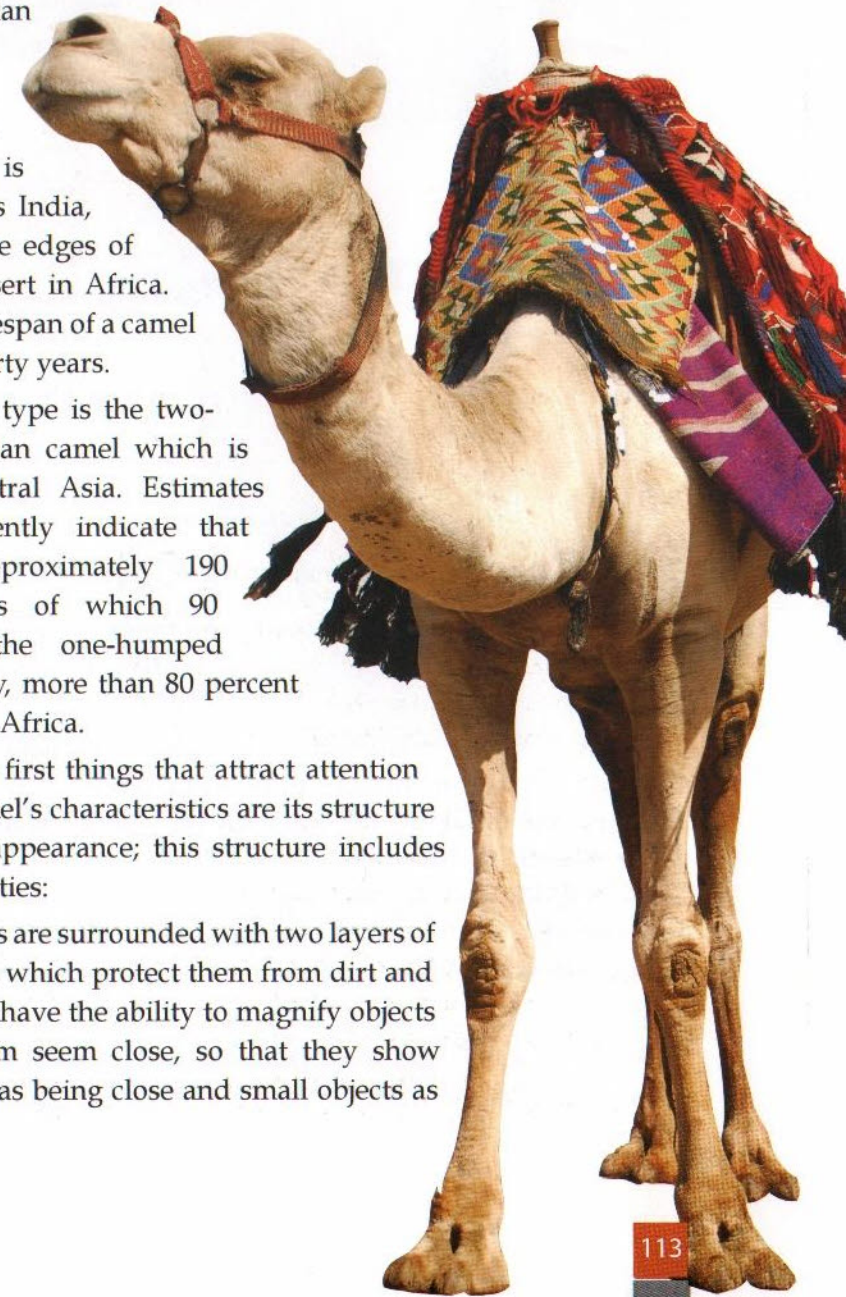 an
is
s India,
e edges of
sert in Africa.
espan of a camel
rty years.
type is the two-
an camel which is
tral Asia. Estimates
ently indicate that
proximately 190
s of which 90
the one-humped
y, more than 80 percent
Africa.
first things that attract attention
el's characteristics are its structure
appearance; this structure includes
ties:
s are surrounded with two layers of
which protect them from dirt and
have the ability to magnify objects
m seem close, so that they show
as being close and small objects as
113